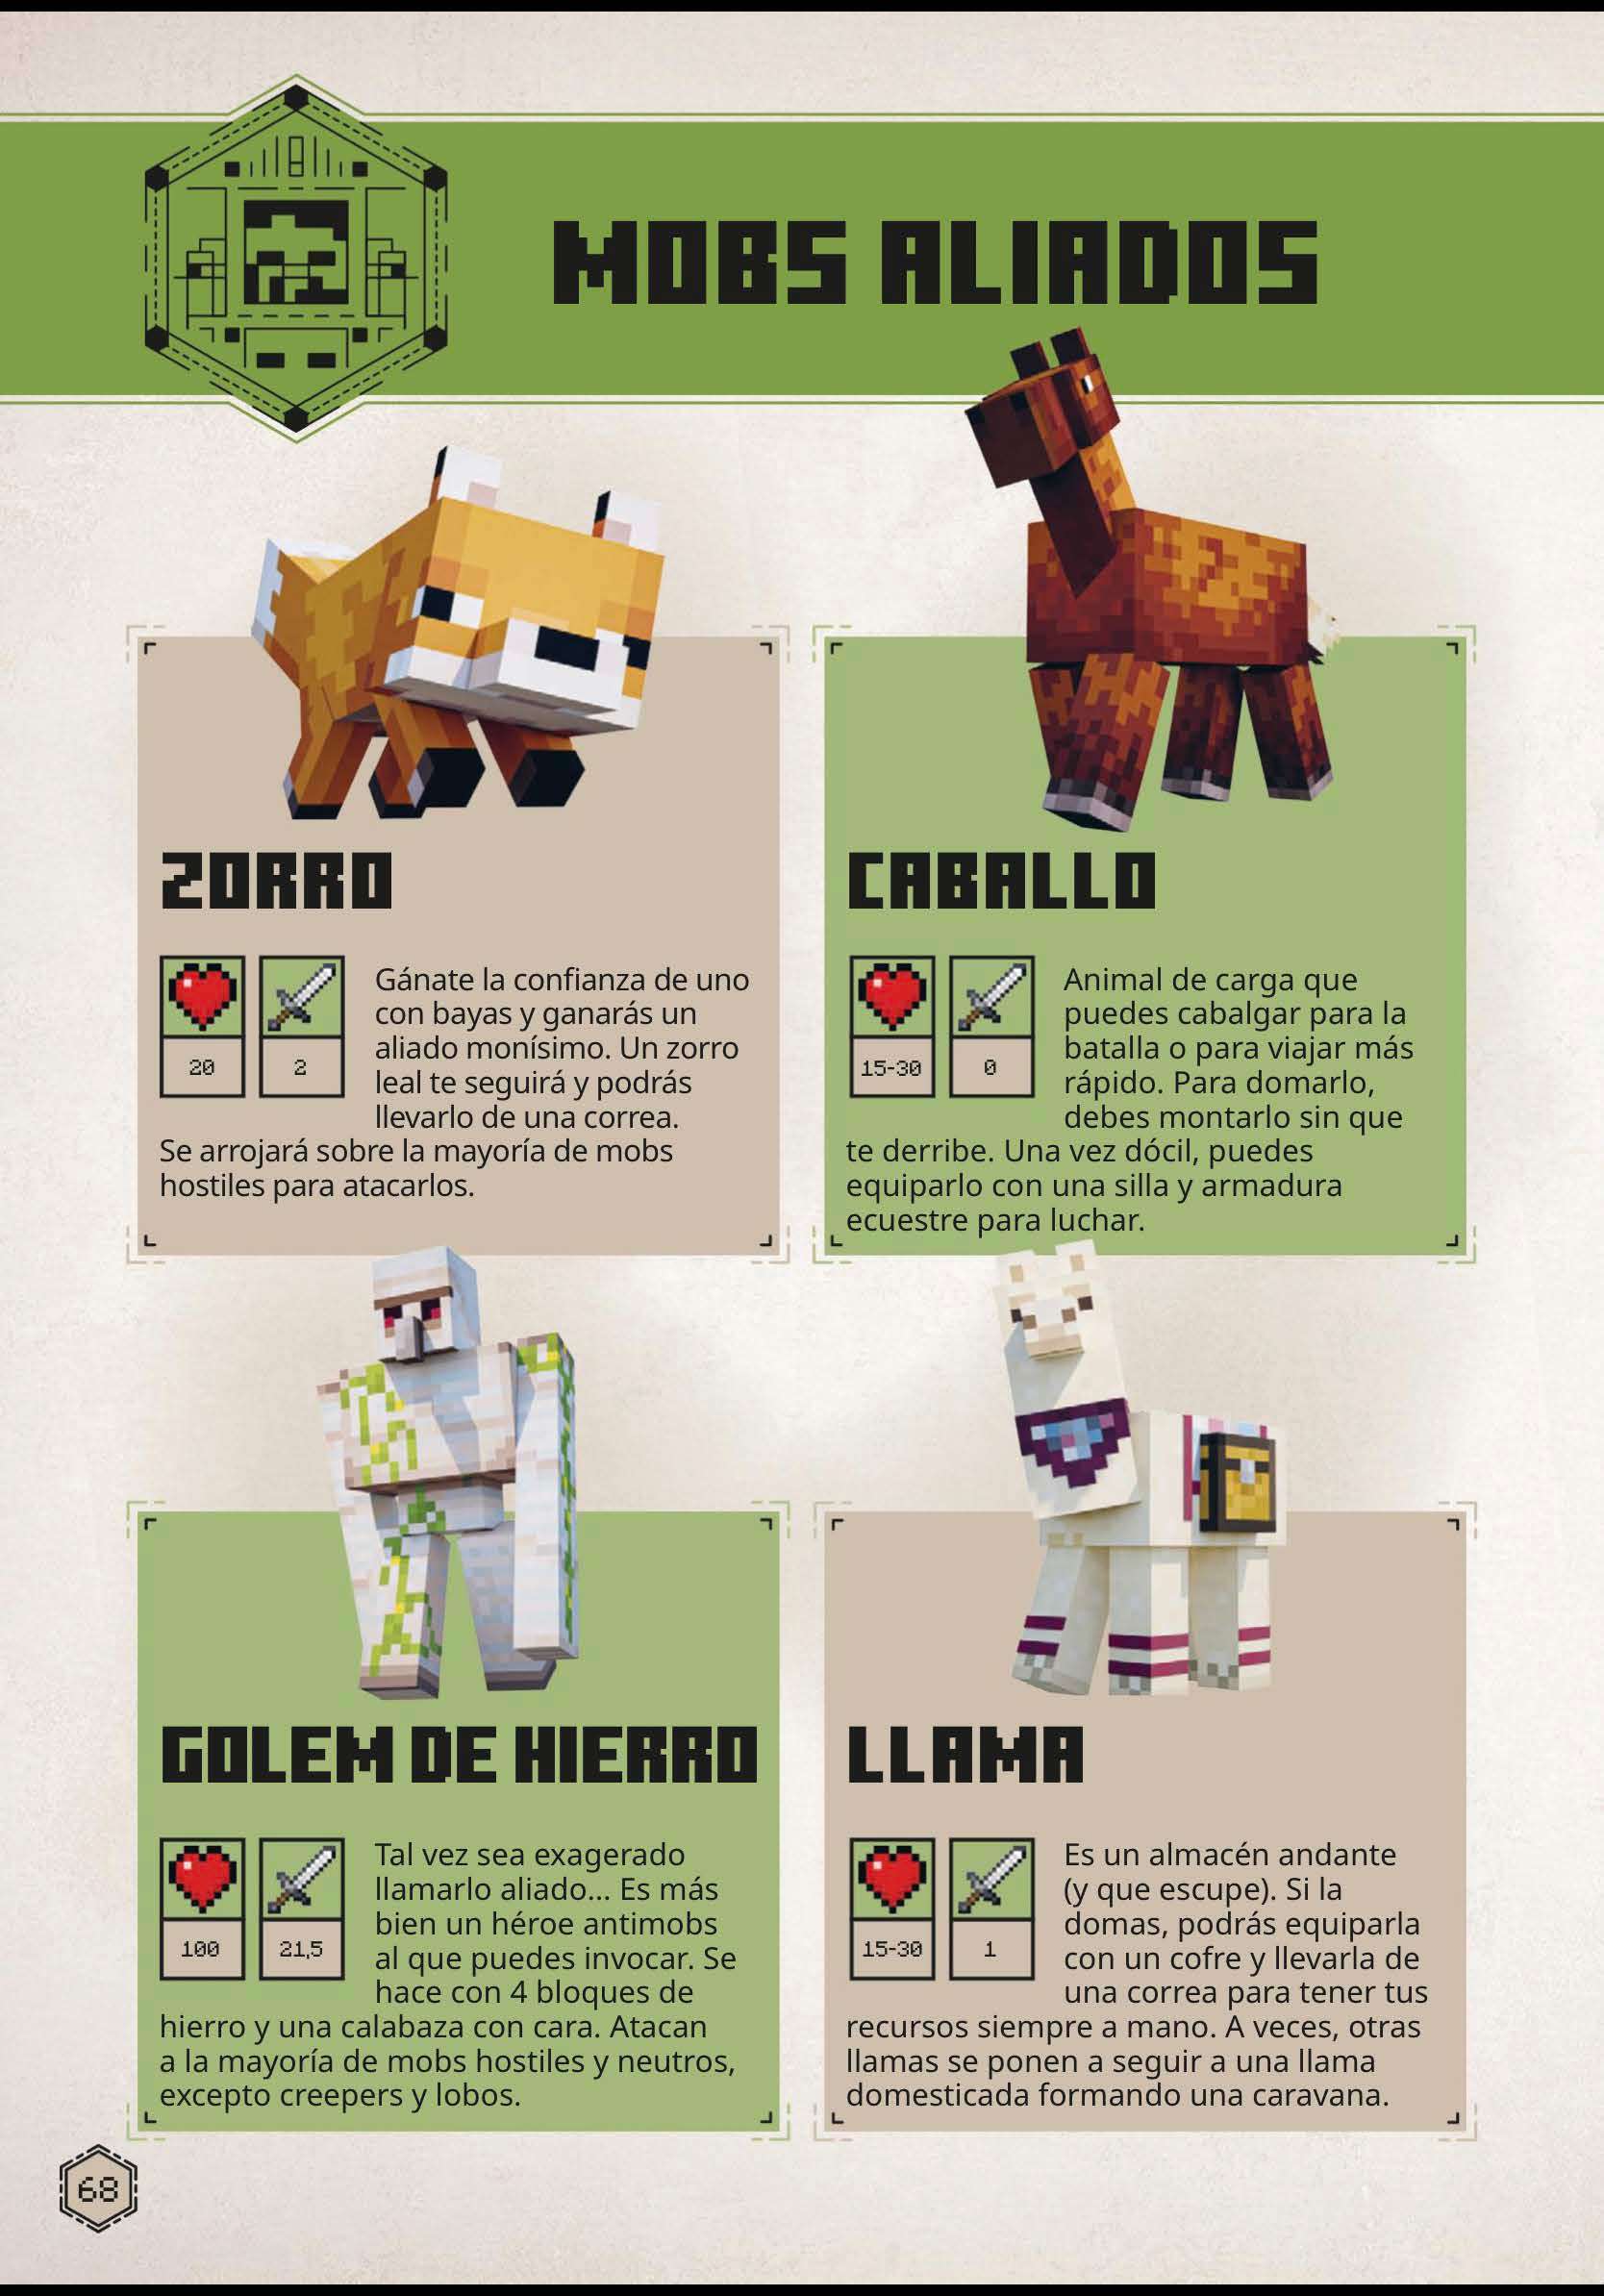 MOBS ALIADOS
ZORRO
20
2
Gánate la confianza de uno
con bayas y ganarás un
aliado monísimo. Un zorro
leal te seguirá y podrás
llevarlo de una correa.
Se arrojará sobre la mayoría de mobs
hostiles para atacarlos.
CABALLO
15-30
0
Animal de carga que
puedes cabalgar para la
batalla o para viajar más
rápido. Para domarlo,
debes montarlo sin que
te derribe. Una vez dócil, puedes
equiparlo con una silla y armadura
ecuestre para luchar.
GOLEM DE HIERRO
100
21,5
Tal vez sea exagerado
llamarlo aliado... Es más
bien un héroe antimobs
al que puedes invocar. Se
hace con 4 bloques de
hierro y una calabaza con cara. Atacan
a la mayoría de mobs hostiles y neutros,
excepto creepers y lobos.
LLAMA
15-30
1
Es un almacén andante
(y que escupe). Si la
domas, podrás equiparla
con un cofre y llevarla de
una correa para tener tus
recursos siempre a mano. A veces, otras
llamas se ponen a seguir a una llama
domesticada formando una caravana.
68